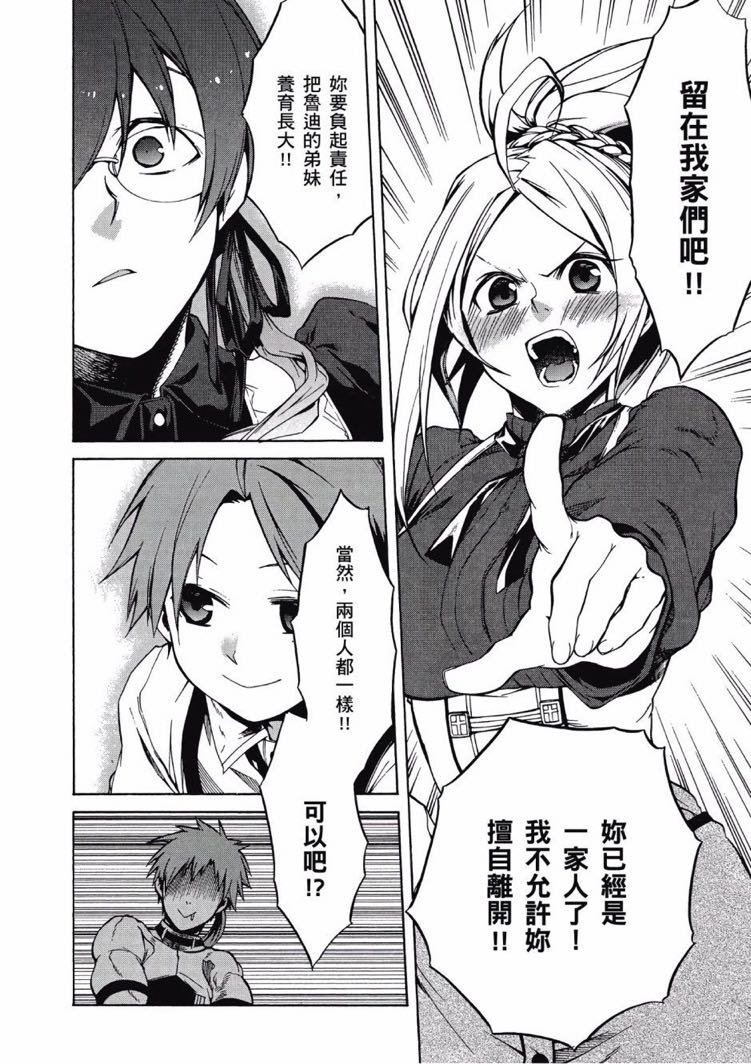 留在我家們吧!!
妳已經是
一家人了!
我不允許妳
擅自離開!!
妳要負起責任，
把魯迪的弟妹
養育長大!!
當然，兩個人都一樣!!
可以吧!?